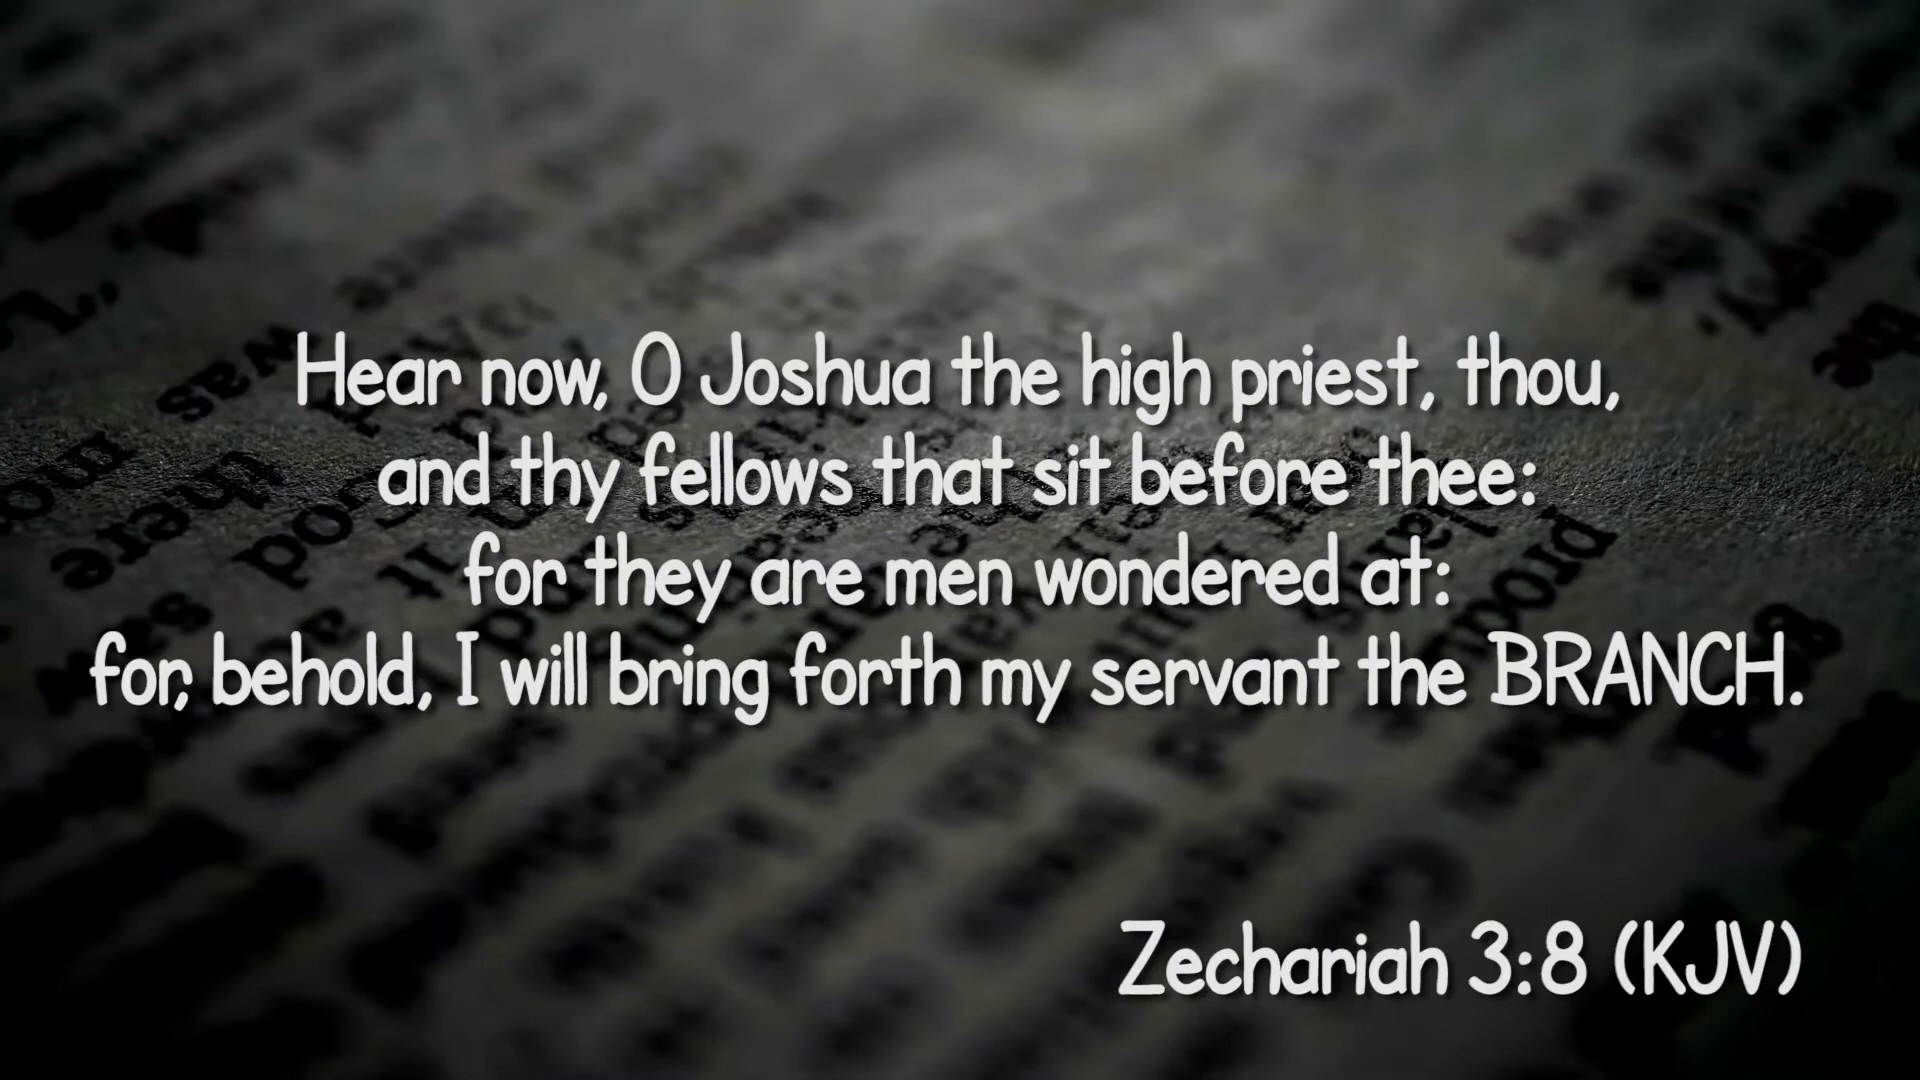 Hear now, O Joshua the high priest, thou,
and thy fellows that sit before thee:
for they are men wondered at:
for, behold, I will bring forth my servant the BRANCH.
Zechariah 3:8 (KJV)